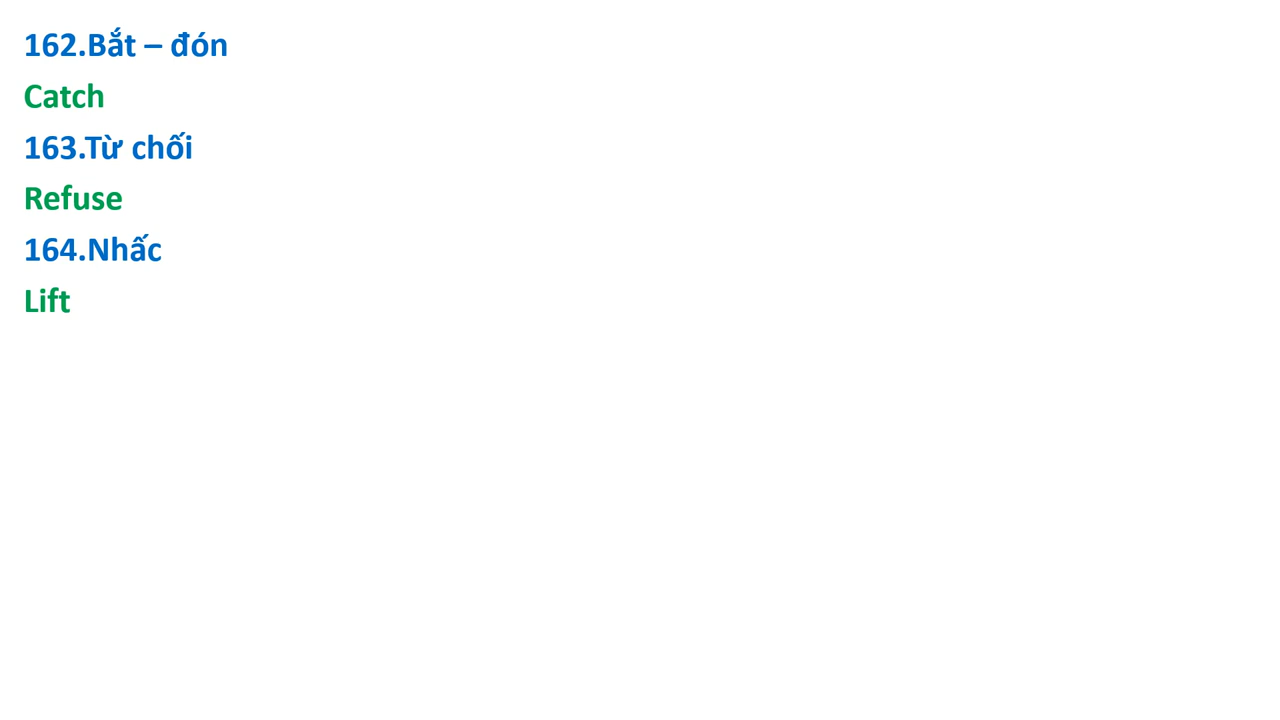 162.Bắt – đón
Catch
163.Từ chối
Refuse
164.Nhấc
Lift